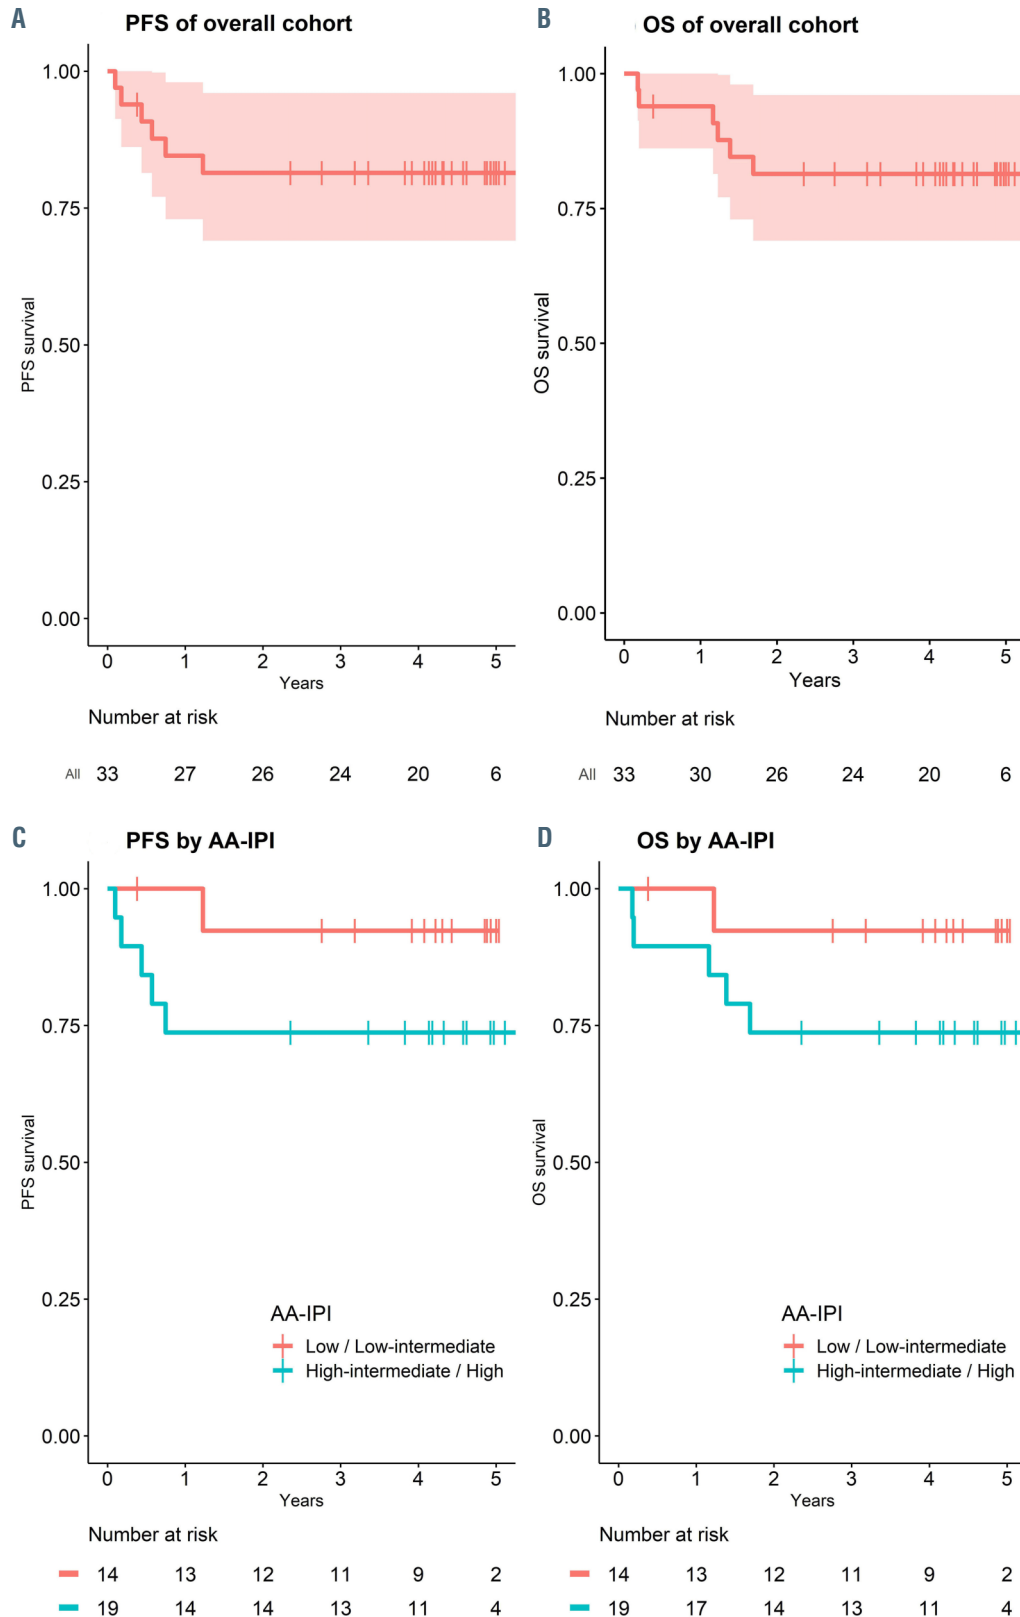 A
PFS of overall cohort
1.00
0.75
0.50
0.25
0.00
PFS survival
0 1 2 3 4 5
Years
Number at risk
All 33 27 26 24 20 6
B
OS of overall cohort
1.00
0.75
0.50
0.25
0.00
OS survival
0 1 2 3 4 5
Years
Number at risk
All 33 30 26 24 20 6
C
PFS by AA-IPI
1.00
0.75
0.50
0.25
0.00
PFS survival
AA-IPI
Low / Low-intermediate
High-intermediate / High
0 1 2 3 4 5
Years
Number at risk
14 13 12 11 9 2
19 14 14 13 11 4
D
OS by AA-IPI
1.00
0.75
0.50
0.25
0.00
OS survival
AA-IPI
Low / Low-intermediate
High-intermediate / High
0 1 2 3 4 5
Years
Number at risk
14 13 12 11 9 2
19 17 14 13 11 4